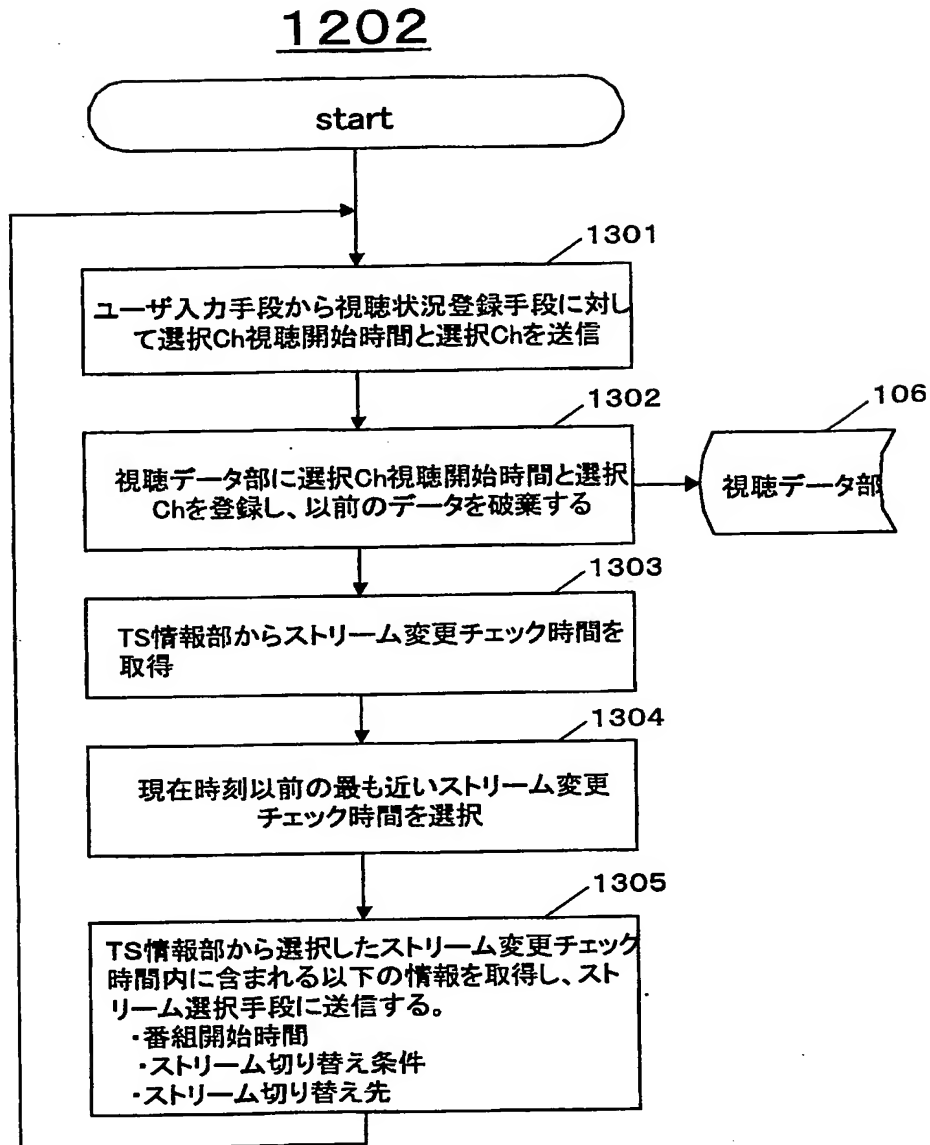 1202
start
1301
ユーザ入力手段から視聴状況登録手段に対し
て選択Ch視聴開始時間と選択Chを送信
1302
視聴データ部に選択Ch視聴開始時間と選択
Chを登録し、以前のデータを破棄する
106
視聴データ部
1303
TS情報部からストリーム変更チェック時間を
取得
1304
現在時刻以前の最も近いストリーム変更
チェック時間を選択
1305
TS情報部から選択したストリーム変更チェック
時間内に含まれる以下の情報を取得し、スト
リーム選択手段に送信する。
・番組開始時間
・ストリーム切り替え条件
・ストリーム切り替え先